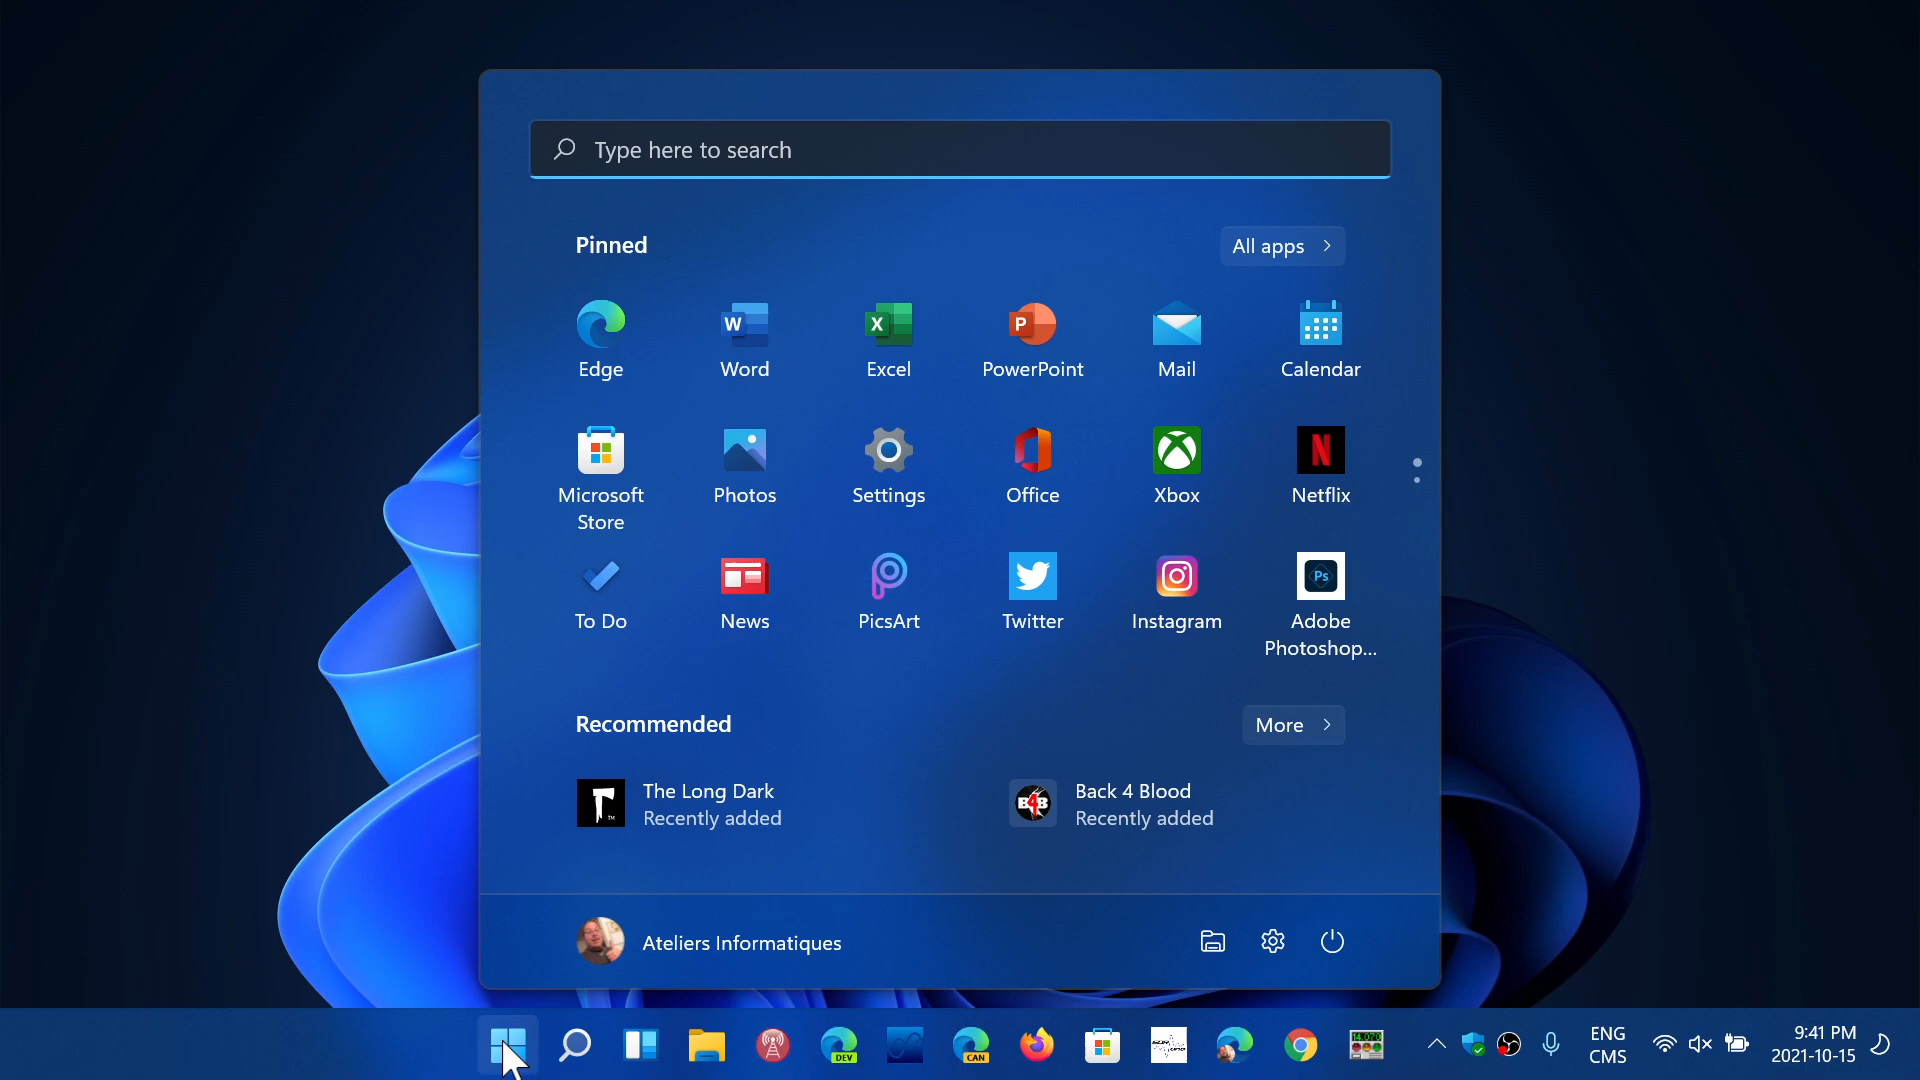 Type here to search
Pinned
All apps
Edge
Word
Excel
PowerPoint
Mail
Calendar
Microsoft
Store
Photos
Settings
Office
Xbox
Netflix
To Do
News
PicsArt
Twitter
Instagram
Adobe
Photoshop...
Recommended
More
The Long Dark
Recently added
Back 4 Blood
Recently added
Ateliers Informatiques
DEV
CAN
ENG
CMS
9:41 PM
2021-10-15